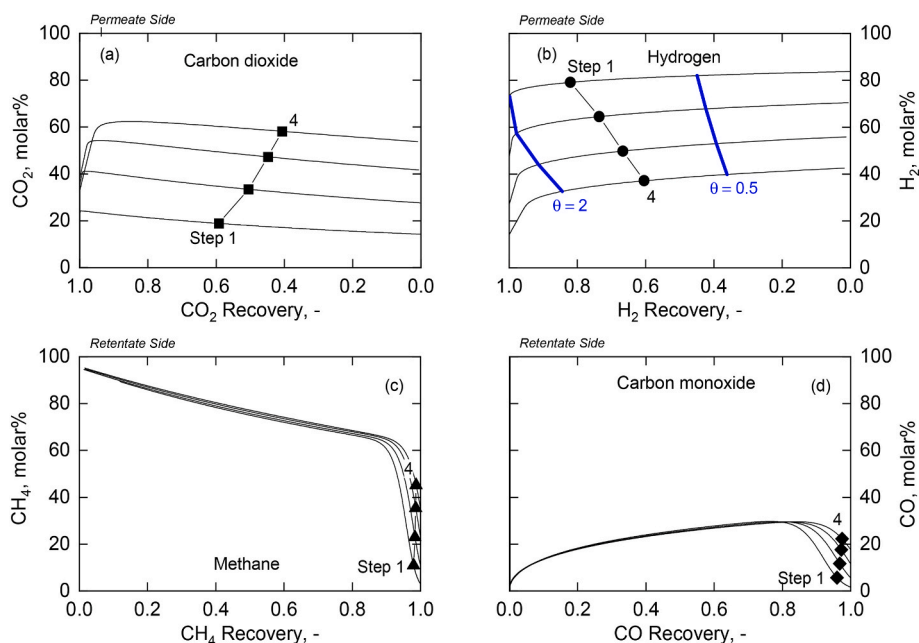 Permeate Side
(a)
Carbon dioxide
4
Step 1
CO₂, molar%
100
80
60
40
20
0
1.0 0.8 0.6 0.4 0.2 0.0
CO₂ Recovery, -
Permeate Side
(b)
Hydrogen
Step 1
4
θ = 2
θ = 0.5
H₂, molar%
100
80
60
40
20
0
1.0 0.8 0.6 0.4 0.2 0.0
H₂ Recovery, -
Retentate Side
(c)
4
Step 1
Methane
CH₄, molar%
100
80
60
40
20
0
0.0 0.2 0.4 0.6 0.8 1.0
CH₄ Recovery, -
Retentate Side
Carbon monoxide
(d)
4
Step 1
CO, molar%
100
80
60
40
20
0
0.0 0.2 0.4 0.6 0.8 1.0
CO Recovery, -